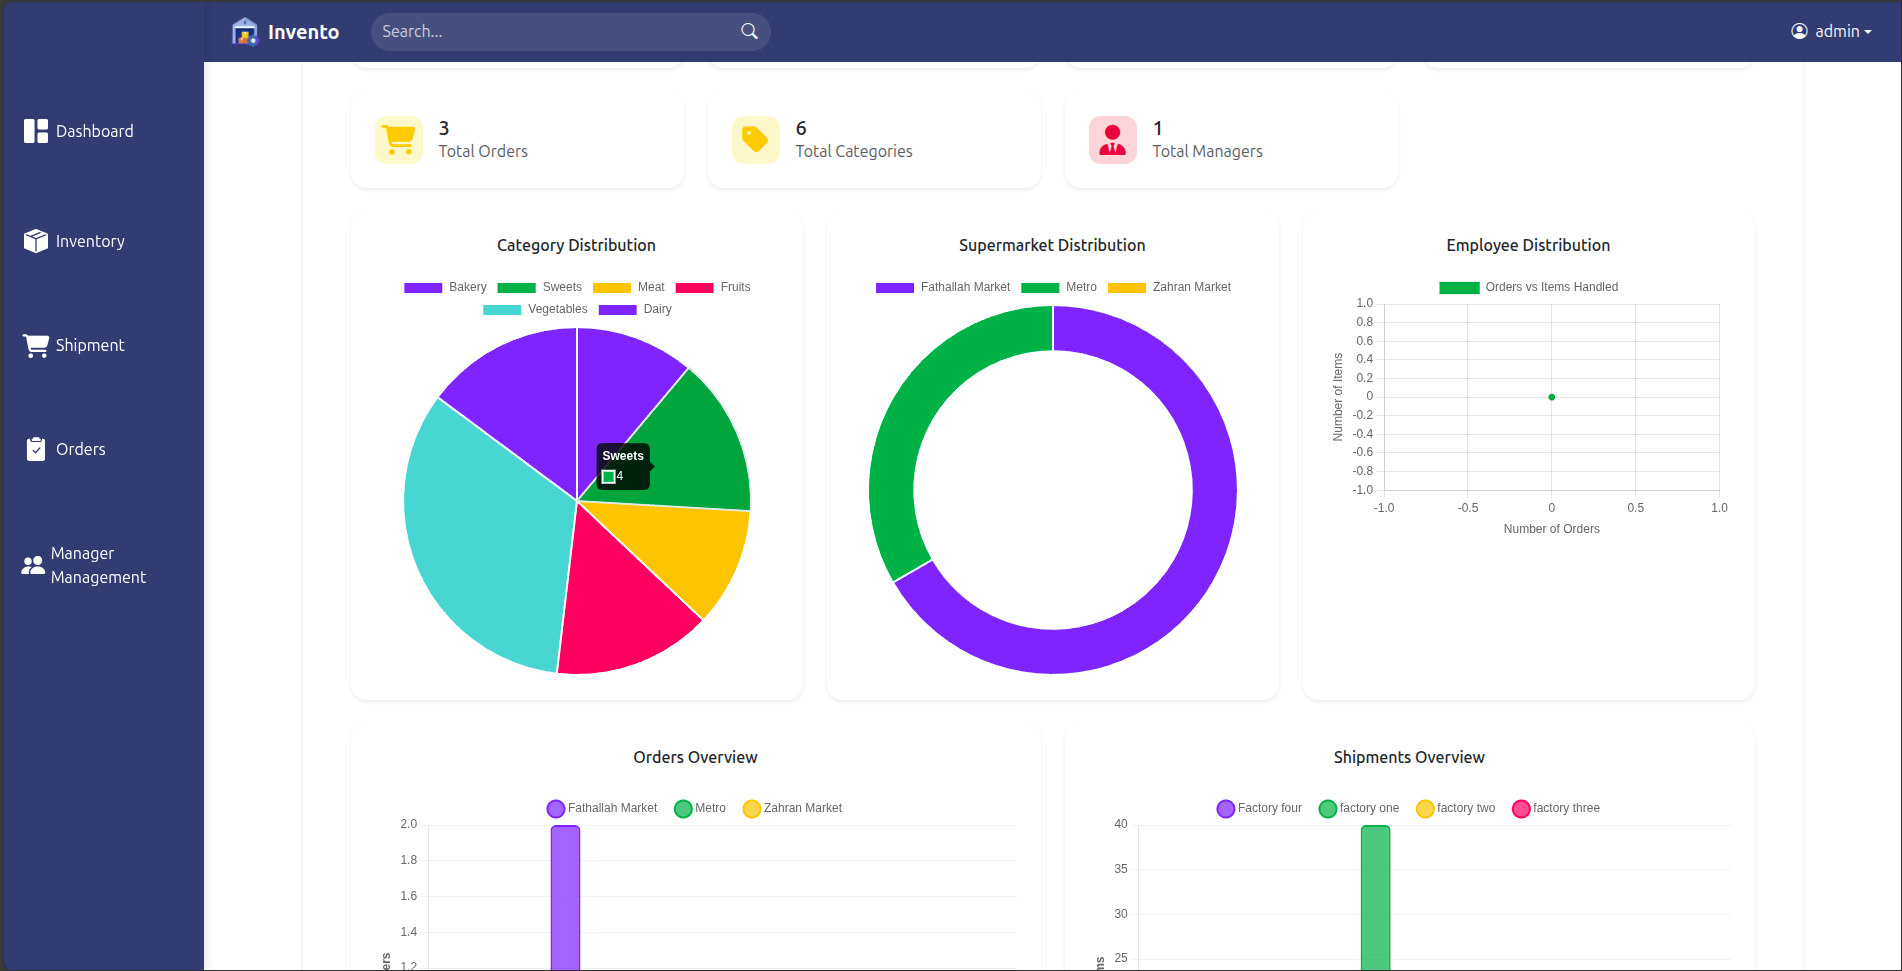 Invento
Search...
admin
Dashboard
Inventory
Shipment
Orders
Manager
Management
3
Total Orders
6
Total Categories
1
Total Managers
Category Distribution
Bakery Sweets Meat Fruits
Vegetables Dairy
Sweets
4
Supermarket Distribution
Fathallah Market Metro Zahran Market
Employee Distribution
Orders vs Items Handled
Number of Items
1.0
0.8
0.6
0.4
0.2
0
-0.2
-0.4
-0.6
-0.8
-1.0
-1.0 -0.5 0 0.5 1.0
Number of Orders
Orders Overview
Fathallah Market Metro Zahran Market
2.0
1.8
1.6
1.4
1.2
Shipments Overview
Factory four factory one factory two factory three
40
35
30
25